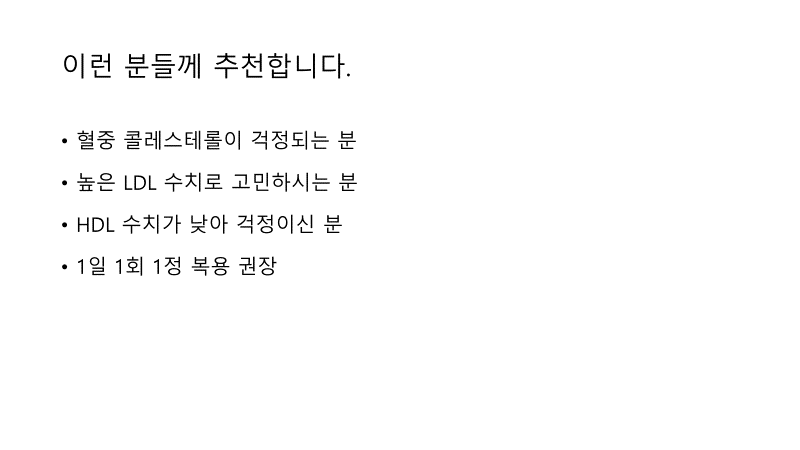 이런 분들께 추천합니다.
• 혈중 콜레스테롤이 걱정되는 분
• 높은 LDL 수치로 고민하시는 분
• HDL 수치가 낮아 걱정이신 분
• 1일 1회 1정 복용 권장